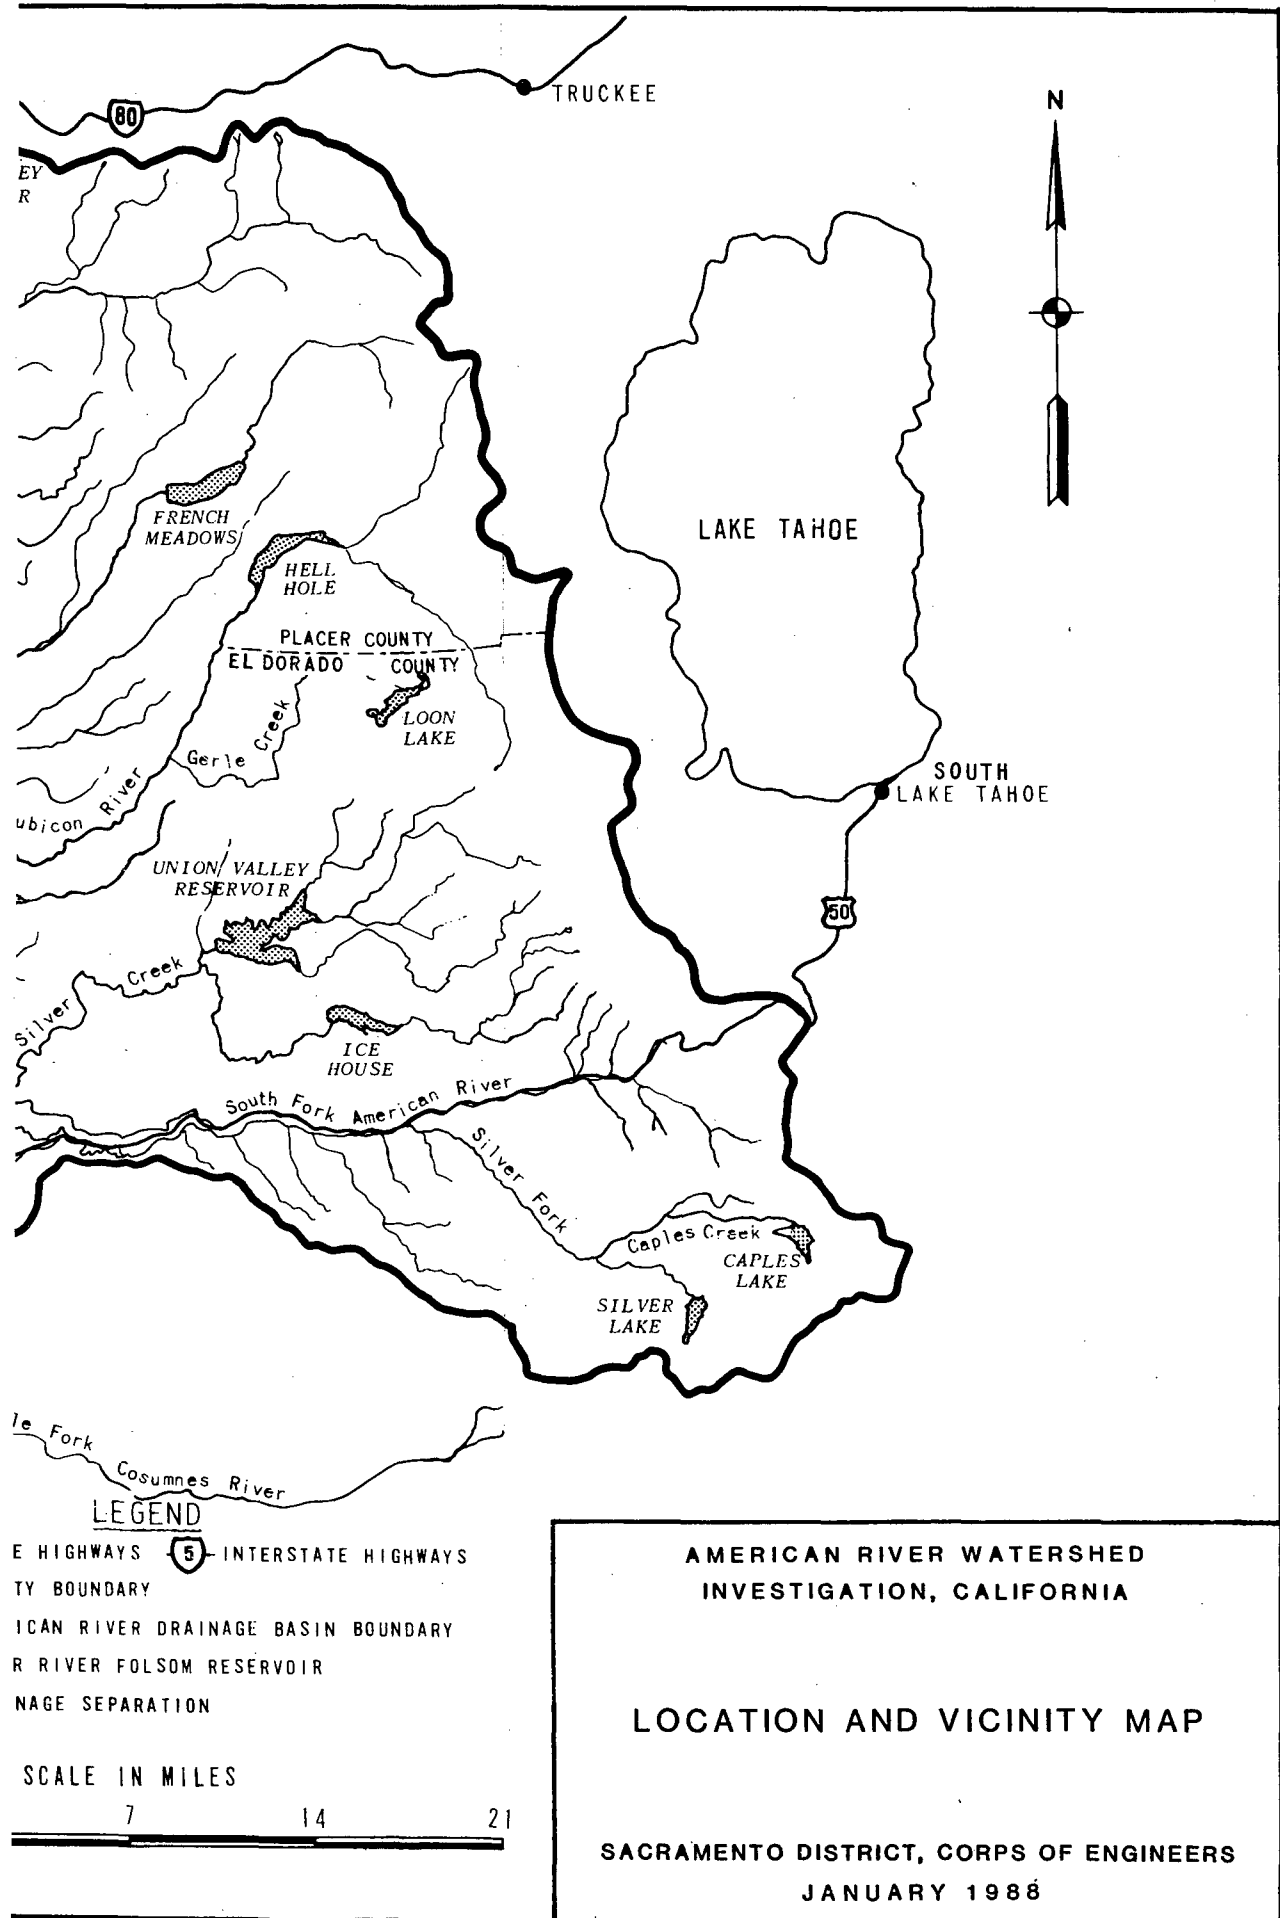 TRUCKEE
N
80
EY
R
FRENCH
MEADOWS
LAKE TAHOE
HELL
HOLE
PLACER COUNTY
EL DORADO COUNTY
LOON
LAKE
Gerle Creek
ubicon River
SOUTH
LAKE TAHOE
UNION VALLEY
RESERVOIR
50
Silver Creek
ICE
HOUSE
South Fork American River
Silver Fork
Caples Creek
CAPLES
LAKE
SILVER
LAKE
le Fork
Cosumnes River
LEGEND
E HIGHWAYS 5 INTERSTATE HIGHWAYS
TY BOUNDARY
ICAN RIVER DRAINAGE BASIN BOUNDARY
R RIVER FOLSOM RESERVOIR
NAGE SEPARATION
SCALE IN MILES
7 14 21
AMERICAN RIVER WATERSHED
INVESTIGATION, CALIFORNIA
LOCATION AND VICINITY MAP
SACRAMENTO DISTRICT, CORPS OF ENGINEERS
JANUARY 1988